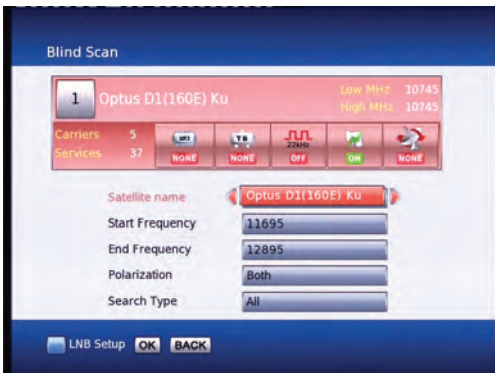 Blind Scan
1 Optus D1(160E) Ku Low MHz 10745
High MHz 10745
Carriers 5
Services 37
22kHz
NONE NONE OFF ON NONE
Satellite name Optus D1(160E) Ku
Start Frequency 11695
End Frequency 12895
Polarization Both
Search Type All
LNB Setup OK BACK